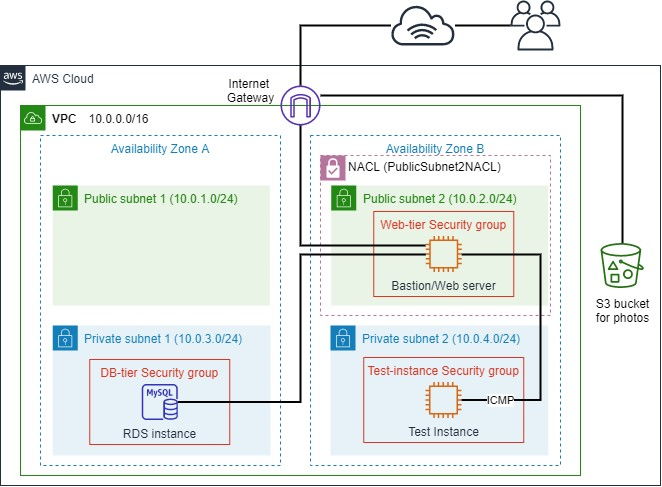 aws
AWS Cloud
Internet
Gateway
VPC 10.0.0.0/16
Availability Zone A
Availability Zone B
NACL (PublicSubnet2NACL)
Public subnet 1 (10.0.1.0/24)
Public subnet 2 (10.0.2.0/24)
Web-tier Security group
Bastion/Web server
S3 bucket
for photos
Private subnet 1 (10.0.3.0/24)
Private subnet 2 (10.0.4.0/24)
DB-tier Security group
MySQL
RDS instance
Test-instance Security group
ICMP
Test Instance